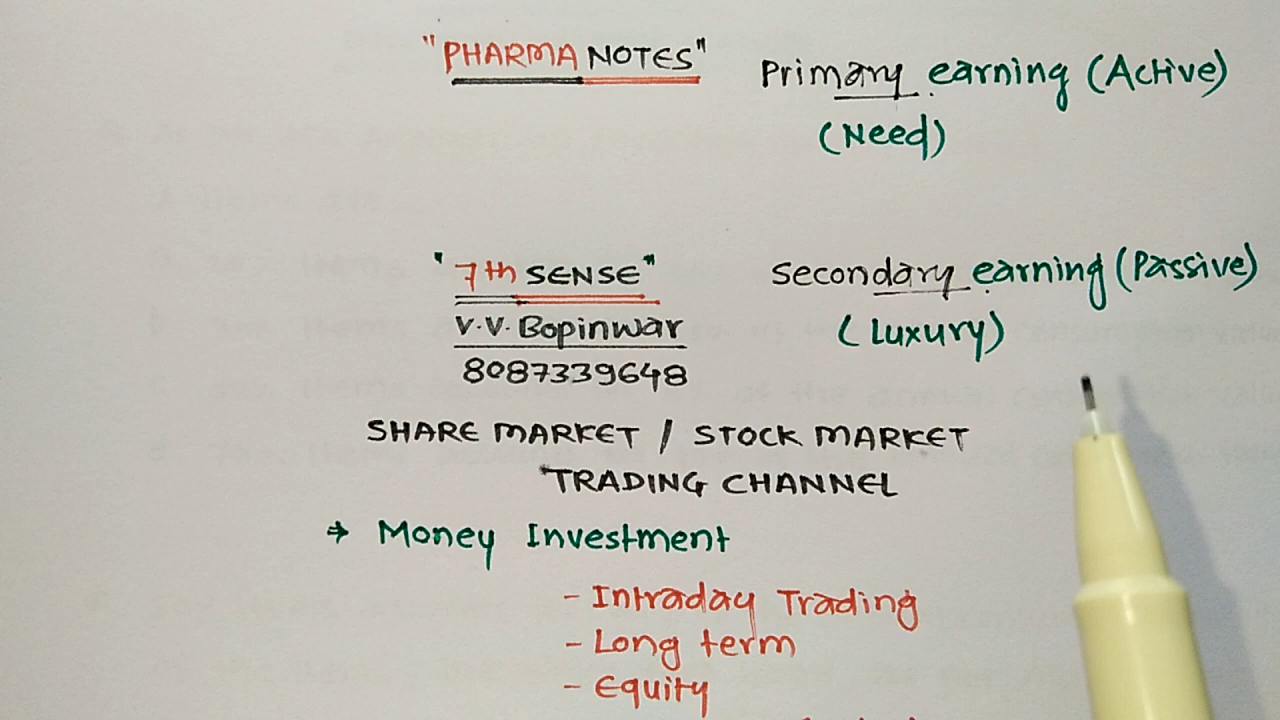 "PHARMA NOTES" Primary earning (Active)
(Need)
"7th SENSE" Secondary earning (Passive)
V.V. Bopinwar (Luxury)
8087339648
SHARE MARKET / STOCK MARKET
TRADING CHANNEL
→ Money Investment
- Intraday Trading
- Long term
- Equity